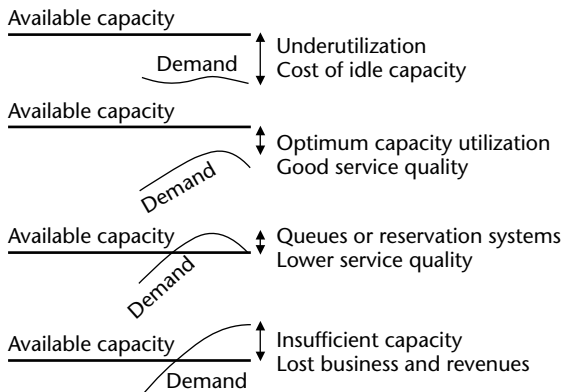 Available capacity
Demand
Underutilization
Cost of idle capacity
Available capacity
Demand
Optimum capacity utilization
Good service quality
Available capacity
Demand
Queues or reservation systems
Lower service quality
Available capacity
Demand
Insufficient capacity
Lost business and revenues